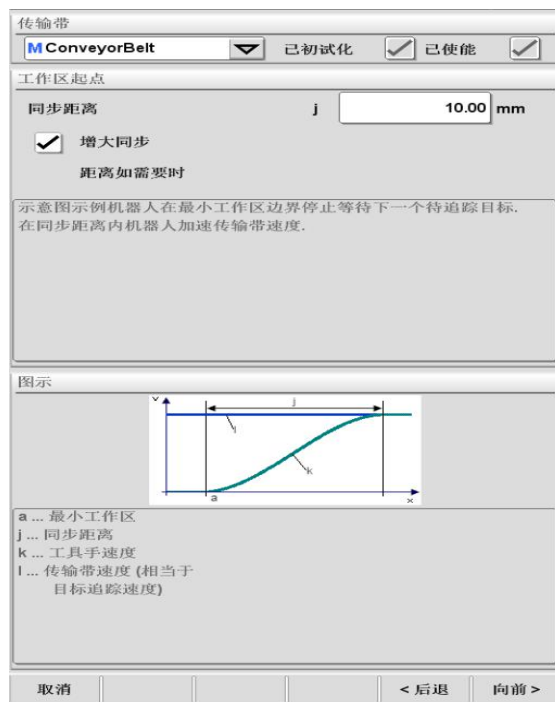 传输带
M ConveyorBelt 已初试化 已使能
工作区起点
同步距离 j 10.00 mm
增大同步
距离如需要时
示意图示例机器人在最小工作区边界停止等待下一个待追踪目标.
在同步距离内机器人加速传输带速度.
图示
v
j
l
k
a
x
a ... 最小工作区
j ... 同步距离
k ... 工具手速度
l ... 传输带速度 (相当于
目标追踪速度)
取消 < 后退 向前 >